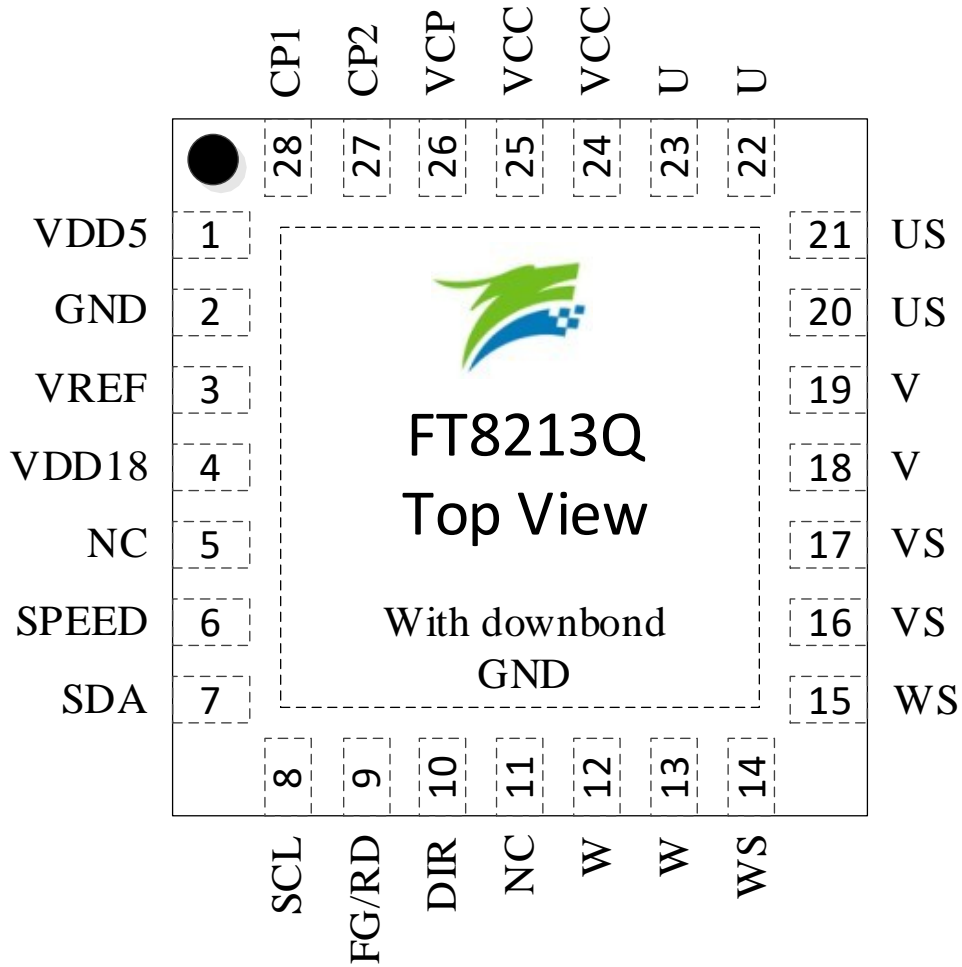 CP1 CP2 VCP VCC VCC U U
28 27 26 25 24 23 22
VDD5 1 21 US
GND 2 20 US
VREF 3 19 V
VDD18 4 18 V
NC 5 17 VS
SPEED 6 16 VS
SDA 7 15 WS
FT8213Q
Top View
With downbond
GND
8 9 10 11 12 13 14
SCL FG/RD DIR NC W W WS